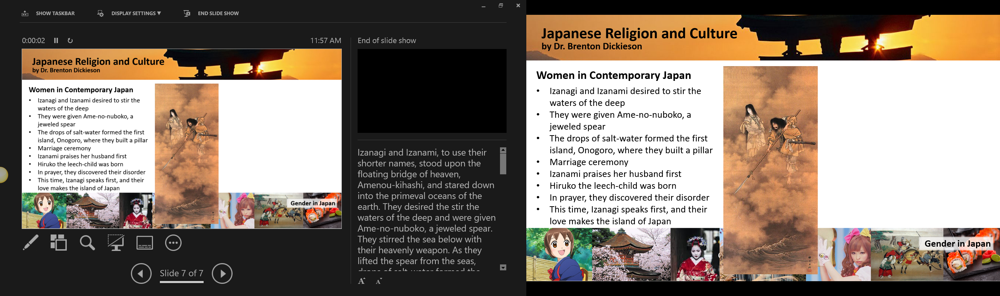 SHOW TASKBAR
DISPLAY SETTINGS ▼
END SLIDE SHOW
0:00:02
11:57 AM
Japanese Religion and Culture
by Dr. Brenton Dickieson
Women in Contemporary Japan
• Izanagi and Izanami desired to stir the
waters of the deep
• They were given Ame-no-nuboko, a
jeweled spear
• The drops of salt-water formed the first
island, Onogoro, where they built a pillar
• Marriage ceremony
• Izanami praises her husband first
• Hiruko the leech-child was born
• In prayer, they discovered their disorder
• This time, Izanagi speaks first, and their
love makes the island of Japan
Gender in Japan
Slide 7 of 7
End of slide show
Izanagi and Izanami, to use their
shorter names, stood upon the
floating bridge of heaven,
Amenou-kihashi, and stared down
into the primeval oceans of the
earth. They desired the stir the
waters of the deep and were given
Ame-no-nuboko, a jeweled spear.
They stirred the sea below with
their heavenly weapon. As they
lifted the spear from the seas,
drops of salt-water formed the
A A
Japanese Religion and Culture
by Dr. Brenton Dickieson
Women in Contemporary Japan
• Izanagi and Izanami desired to stir the
waters of the deep
• They were given Ame-no-nuboko, a
jeweled spear
• The drops of salt-water formed the first
island, Onogoro, where they built a pillar
• Marriage ceremony
• Izanami praises her husband first
• Hiruko the leech-child was born
• In prayer, they discovered their disorder
• This time, Izanagi speaks first, and their
love makes the island of Japan
Gender in Japan